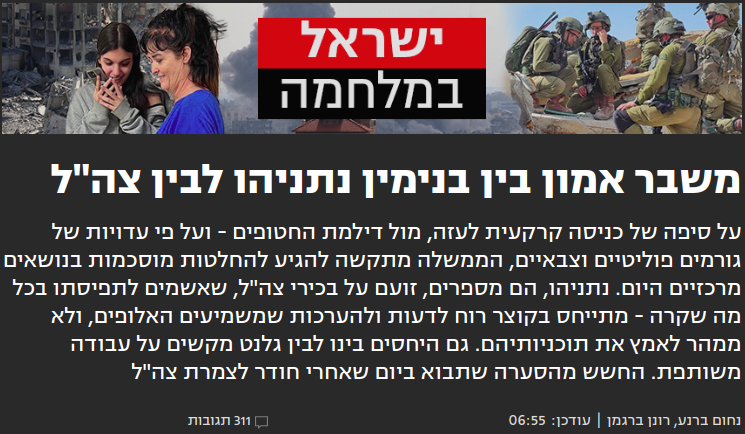 ישראל
במלחמה
משבר אמון בין בנימין נתניהו לבין צה"ל
על סיפה של כניסה קרקעית לעזה, מול דילמת החטופים - ועל פי עדויות של
גורמים פוליטיים וצבאיים, הממשלה מתקשה להגיע להחלטות מוסכמות בנושאים
מרכזיים היום. נתניהו, הם מספרים, זועם על בכירי צה"ל, שאשמים לתפיסתו בכל
מה שקרה - מתייחס בקוצר רוח לדעות ולהערכות שמשמיעים האלופים, ולא
ממהר לאמץ את תוכניותיהם. גם היחסים בינו לבין גלנט מקשים על עבודה
משותפת. החשש מהסערה שתבוא ביום שאחרי חודר לצמרת צה"ל
נחום ברנע, רונן ברגמן | עודכן: 06:55
311 תגובות